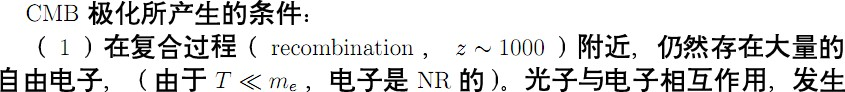 CMB 极化所产生的条件：
（ 1 ）在复合过程（ recombination ， z ∼ 1000 ）附近，仍然存在大量的
自由电子，（由于 T ≪ mₑ ，电子是 NR 的）。光子与电子相互作用，发生